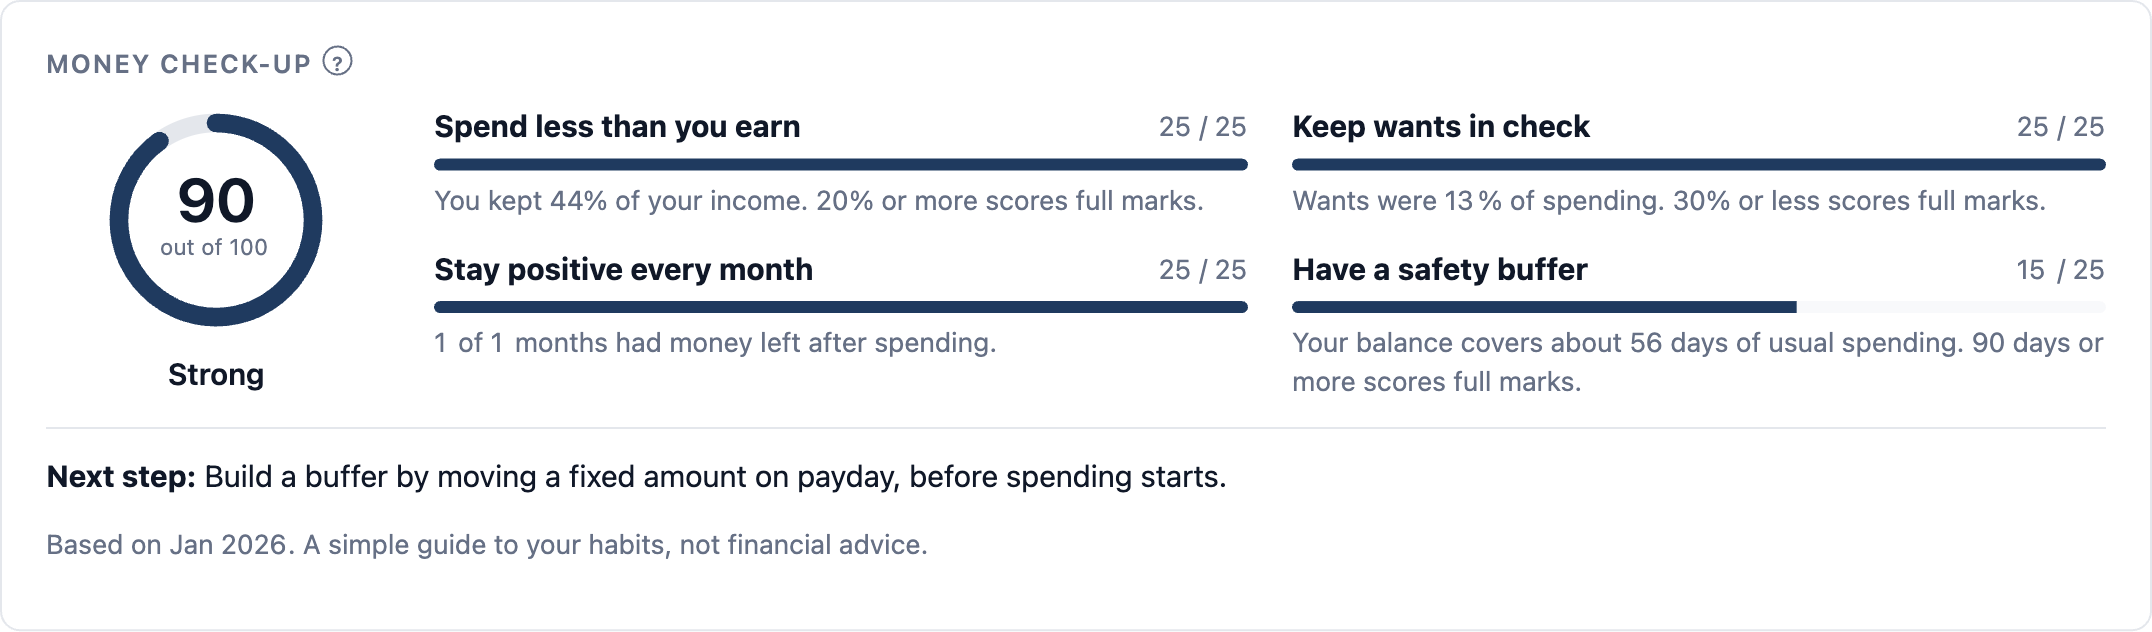 MONEY CHECK-UP ?
90
out of 100
Strong
Spend less than you earn 25 / 25
You kept 44% of your income. 20% or more scores full marks.
Keep wants in check 25 / 25
Wants were 13% of spending. 30% or less scores full marks.
Stay positive every month 25 / 25
1 of 1 months had money left after spending.
Have a safety buffer 15 / 25
Your balance covers about 56 days of usual spending. 90 days or
more scores full marks.
Next step: Build a buffer by moving a fixed amount on payday, before spending starts.
Based on Jan 2026. A simple guide to your habits, not financial advice.